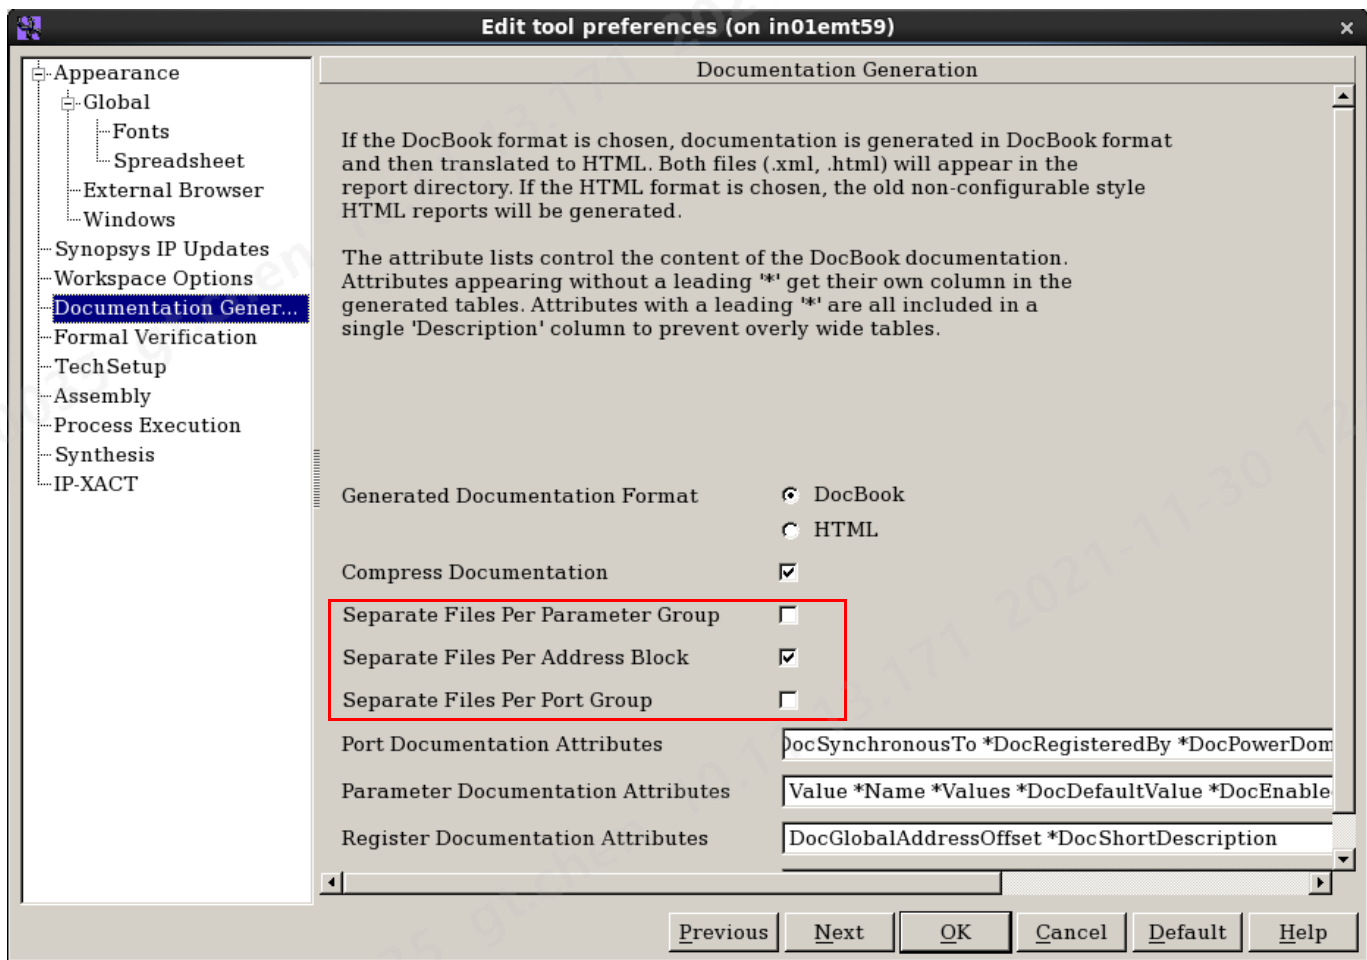 Edit tool preferences (on in01emt59)
Appearance
Global
Fonts
Spreadsheet
External Browser
Windows
Synopsys IP Updates
Workspace Options
Documentation Gener...
Formal Verification
TechSetup
Assembly
Process Execution
Synthesis
IP-XACT
Documentation Generation
If the DocBook format is chosen, documentation is generated in DocBook format
and then translated to HTML. Both files (.xml, .html) will appear in the
report directory. If the HTML format is chosen, the old non-configurable style
HTML reports will be generated.
The attribute lists control the content of the DocBook documentation.
Attributes appearing without a leading '*' get their own column in the
generated tables. Attributes with a leading '*' are all included in a
single 'Description' column to prevent overly wide tables.
Generated Documentation Format
DocBook
HTML
Compress Documentation
Separate Files Per Parameter Group
Separate Files Per Address Block
Separate Files Per Port Group
Port Documentation Attributes
DocSynchronousTo *DocRegisteredBy *DocPowerDom
Parameter Documentation Attributes
Value *Name *Values *DocDefaultValue *DocEnable
Register Documentation Attributes
DocGlobalAddressOffset *DocShortDescription
Previous
Next
OK
Cancel
Default
Help